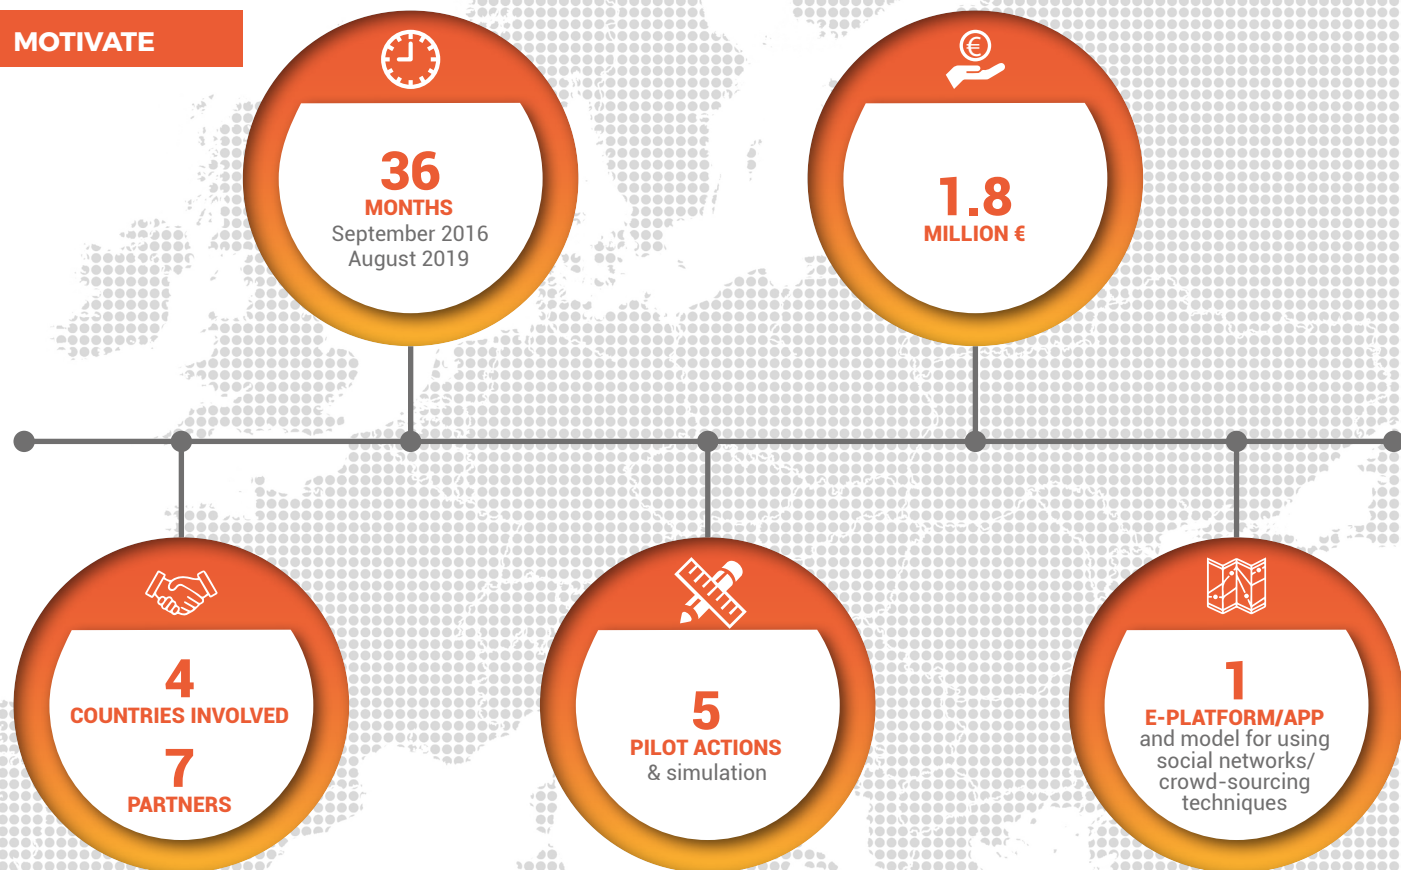 MOTIVATE
36
MONTHS
September 2016
August 2019
€
1.8
MILLION €
4
COUNTRIES INVOLVED
7
PARTNERS
5
PILOT ACTIONS
& simulation
1
E-PLATFORM/APP
and model for using
social networks/
crowd-sourcing
techniques